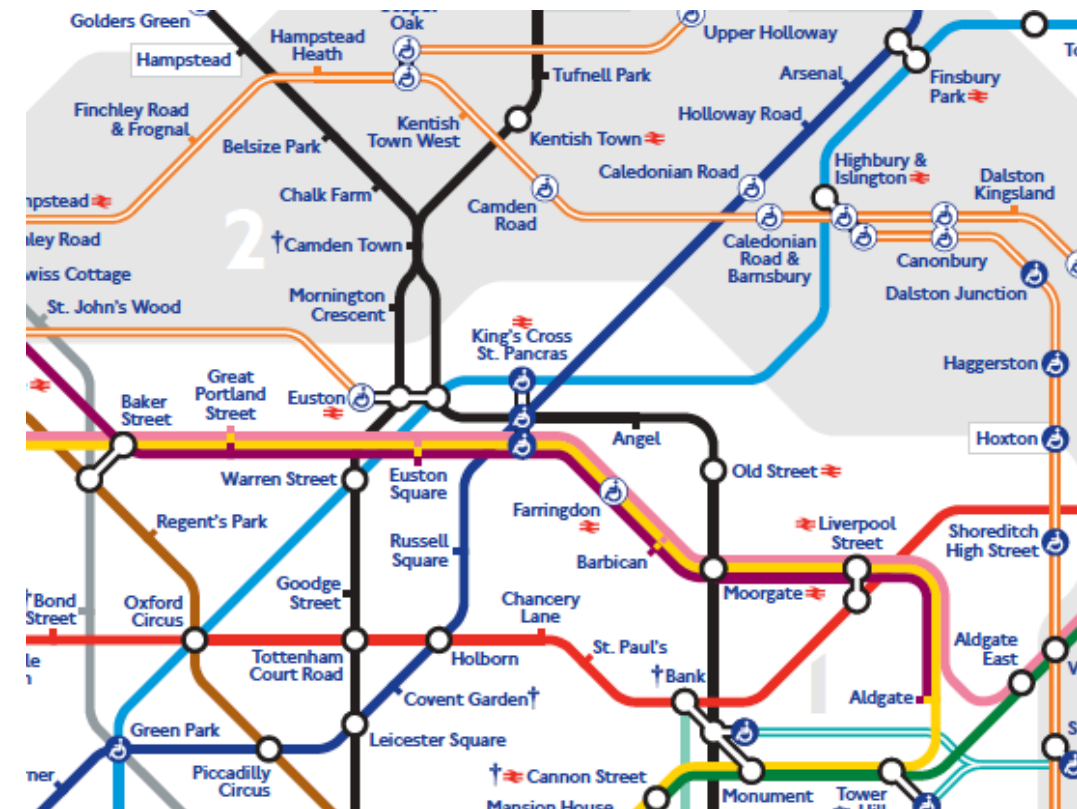 Golders Green
Oak
Upper Holloway
Hampstead
Hampstead
Heath
Tufnell Park
Arsenal
Finsbury
Park
Finchley Road
& Frognal
Kentish
Town West
Kentish Town
Holloway Road
Belsize Park
Highbury &
Islington
Caledonian Road
Dalston
Kingsland
Chalk Farm
Camden
Road
2
†Camden Town
Caledonian
Road &
Barnsbury
Canonbury
Dalston Junction
Cottage
St. John's Wood
Mornington
Crescent
King's Cross
St. Pancras
Haggerston
Great
Portland
Street
Euston
Baker
Street
Angel
Hoxton
Warren Street
Euston
Square
Old Street
Farringdon
Regent's Park
Liverpool
Street
Shoreditch
High Street
Russell
Square
Barbican
Moorgate
Goodge
Street
†Bond
Street
Oxford
Circus
Chancery
Lane
St. Paul's
Aldgate
East
Tottenham
Court Road
Holborn
†Bank
1
Covent Garden†
Aldgate
Green Park
Leicester Square
Piccadilly
Circus
† Cannon Street
Monument
Tower
Mansion House